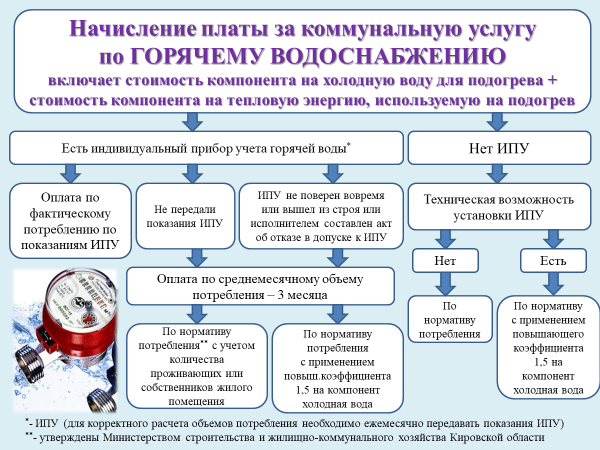 Начисление платы за коммунальную услугу
по ГОРЯЧЕМУ ВОДОСНАБЖЕНИЮ
включает стоимость компонента на холодную воду для подогрева +
стоимость компонента на тепловую энергию, используемую на подогрев
Есть индивидуальный прибор учета горячей воды*
Нет ИПУ
Оплата по
фактическому
потреблению по
показаниям ИПУ
Не передали
показания ИПУ
ИПУ не поверен вовремя
или вышел из строя или
исполнителем составлен акт
об отказе в допуске к ИПУ
Техническая возможность
установки ИПУ
Нет
Есть
Оплата по среднемесячному объему
потребления – 3 месяца
По нормативу
потребления** с учетом
количества
проживающих или
собственников жилого
помещения
По нормативу
потребления
с применением
повыш.коэффициента
1,5 на компонент
холодная вода
По
нормативу
потребления
По нормативу
с применением
повышающего
коэффициента
1,5 на
компонент
холодная вода
*- ИПУ (для корректного расчета объемов потребления необходимо ежемесячно передавать показания ИПУ)
**- утверждены Министерством строительства и жилищно-коммунального хозяйства Кировской области